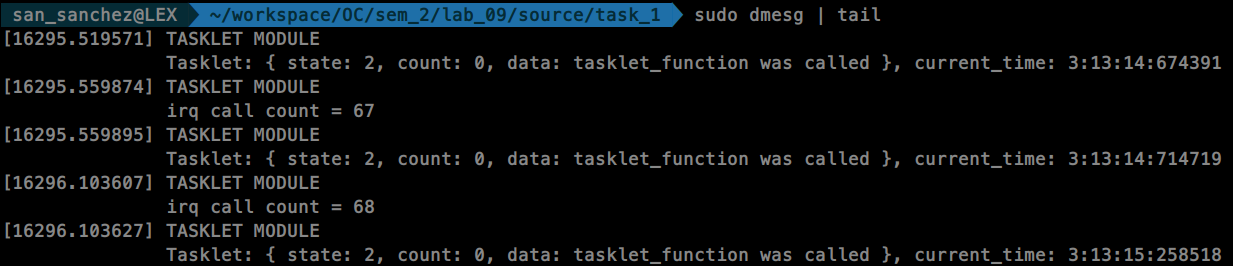 san_sanchez@LEX ~/workspace/OC/sem_2/lab_09/source/task_1 sudo dmesg | tail
[16295.519571] TASKLET MODULE
Tasklet: { state: 2, count: 0, data: tasklet_function was called }, current_time: 3:13:14:674391
[16295.559874] TASKLET MODULE
irq call count = 67
[16295.559895] TASKLET MODULE
Tasklet: { state: 2, count: 0, data: tasklet_function was called }, current_time: 3:13:14:714719
[16296.103607] TASKLET MODULE
irq call count = 68
[16296.103627] TASKLET MODULE
Tasklet: { state: 2, count: 0, data: tasklet_function was called }, current_time: 3:13:15:258518